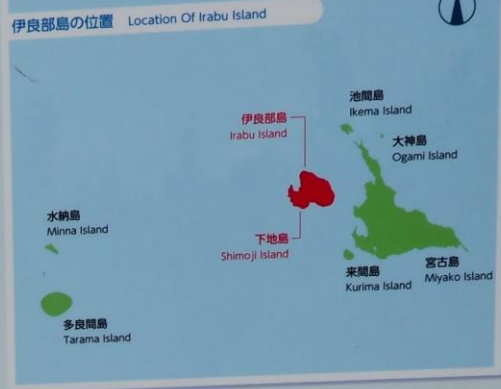 伊良部島の位置 Location Of Irabu Island
池間島
Ikema Island
伊良部島
Irabu Island
大神島
Ogami Island
水納島
Minna Island
下地島
Shimoji Island
来間島
Kurima Island
宮古島
Miyako Island
多良間島
Tarama Island